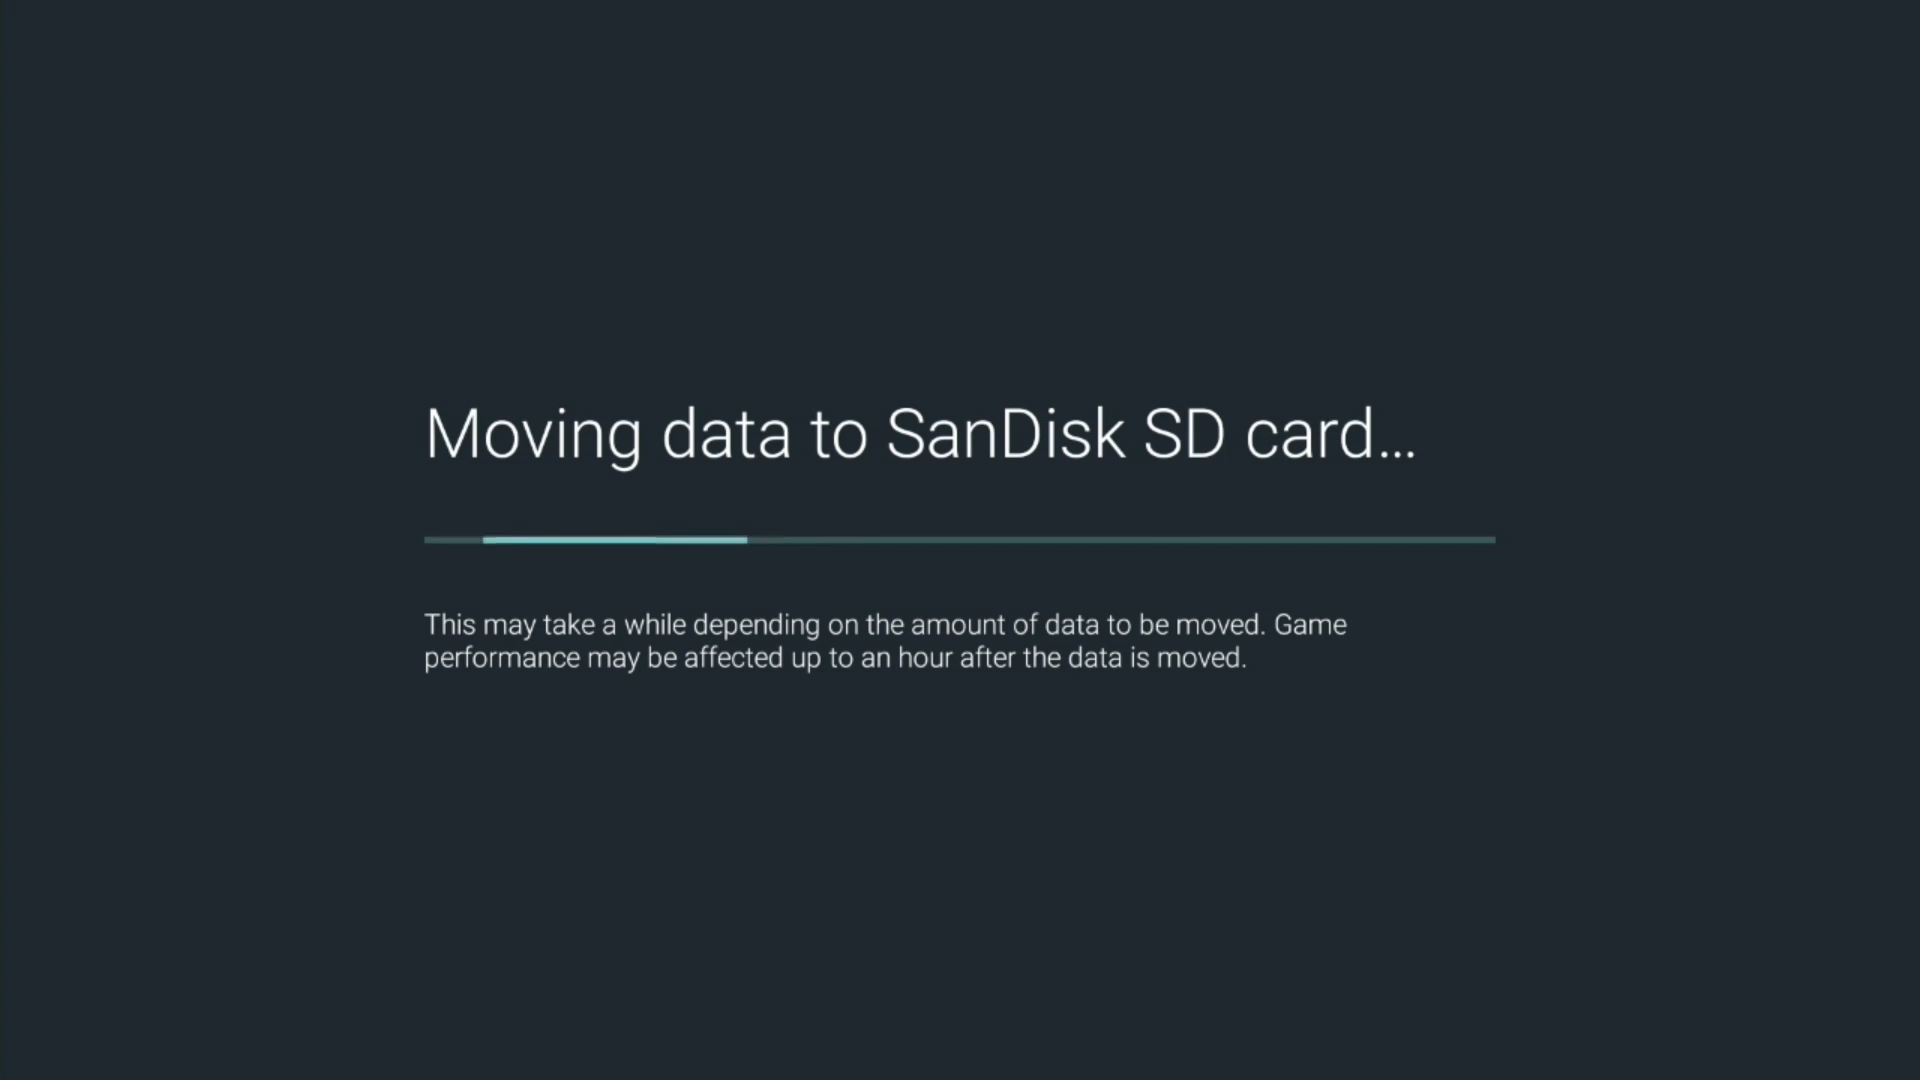 Moving data to SanDisk SD card...
This may take a while depending on the amount of data to be moved. Game
performance may be affected up to an hour after the data is moved.